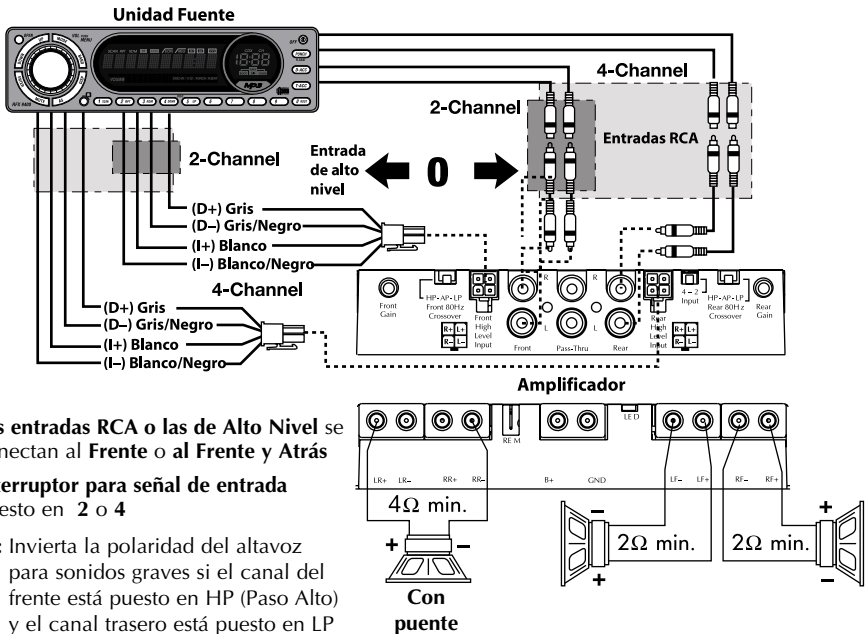 Unidad Fuente
VOLUME
MP3
PUNCH
4-Channel
2-Channel
Entradas RCA
2-Channel
Entrada
de alto
nivel
O
(D+) Gris
(D–) Gris/Negro
(I+) Blanco
(I–) Blanco/Negro
4-Channel
(D+) Gris
(D–) Gris/Negro
(I+) Blanco
(I–) Blanco/Negro
Front
Gain
HP-AP-LP
Front 80Hz
Crossover
R+ L+
R– L–
Front
High
Level
Input
R
L
Front
Pass-Thru
R
L
Rear
Rear
High
Level
Input
4 – 2
Input
R+ L+
R– L–
HP-AP-LP
Rear 80Hz
Crossover
Rear
Gain
Amplificador
REM
LED
LR+ LR– RR+ RR– B+ GND LF– LF+ RF– RF+
4Ω min.
+ –
Con
puente
–
2Ω min.
+
2Ω min.
+
–
s entradas RCA o las de Alto Nivel se
nectan al Frente o al Frente y Atrás
terruptor para señal de entrada
esto en 2 o 4
: Invierta la polaridad del altavoz
para sonidos graves si el canal del
frente está puesto en HP (Paso Alto)
y el canal trasero está puesto en LP